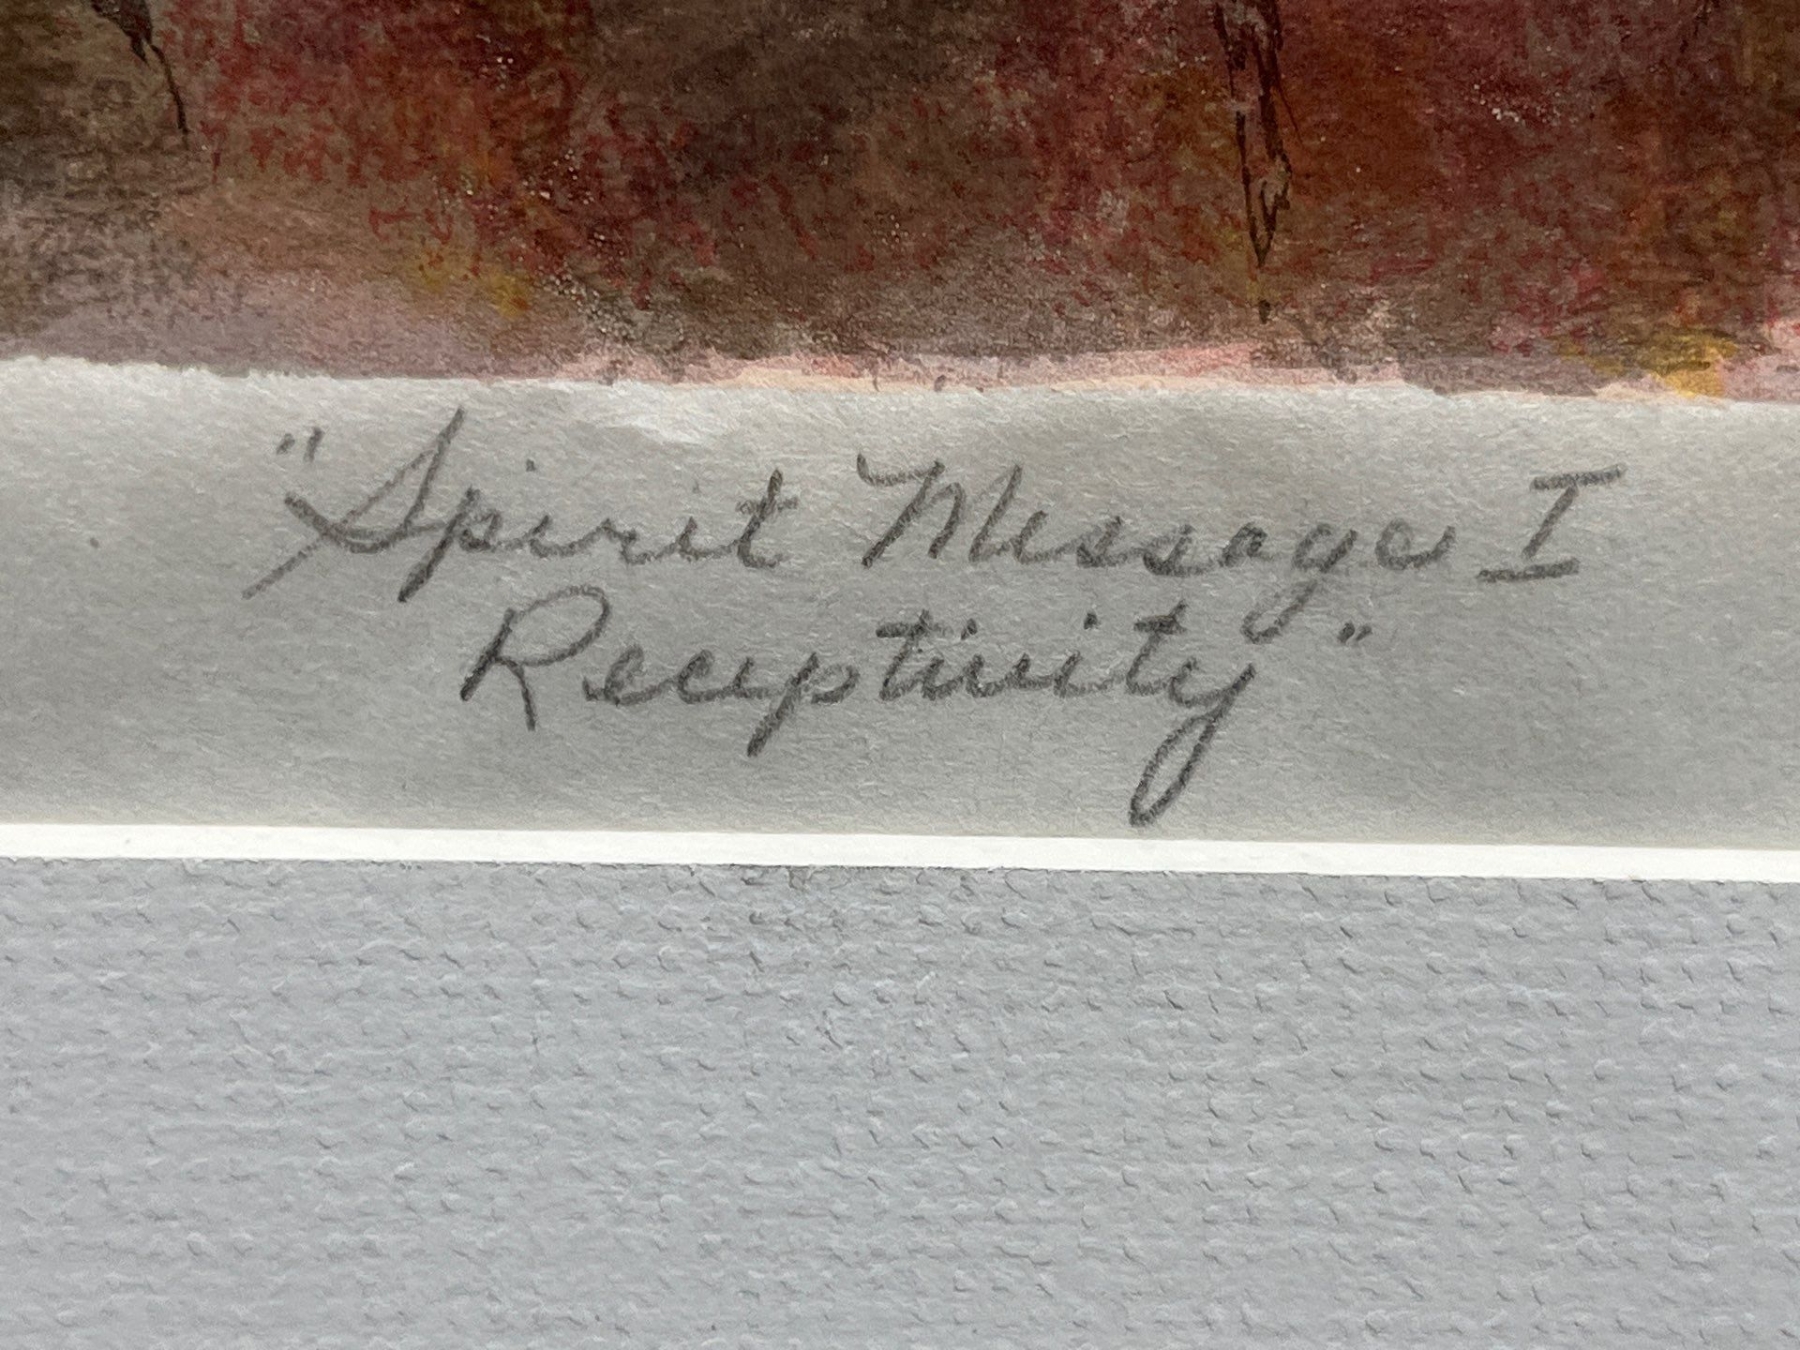 "Spirit Message I
Receptivity"